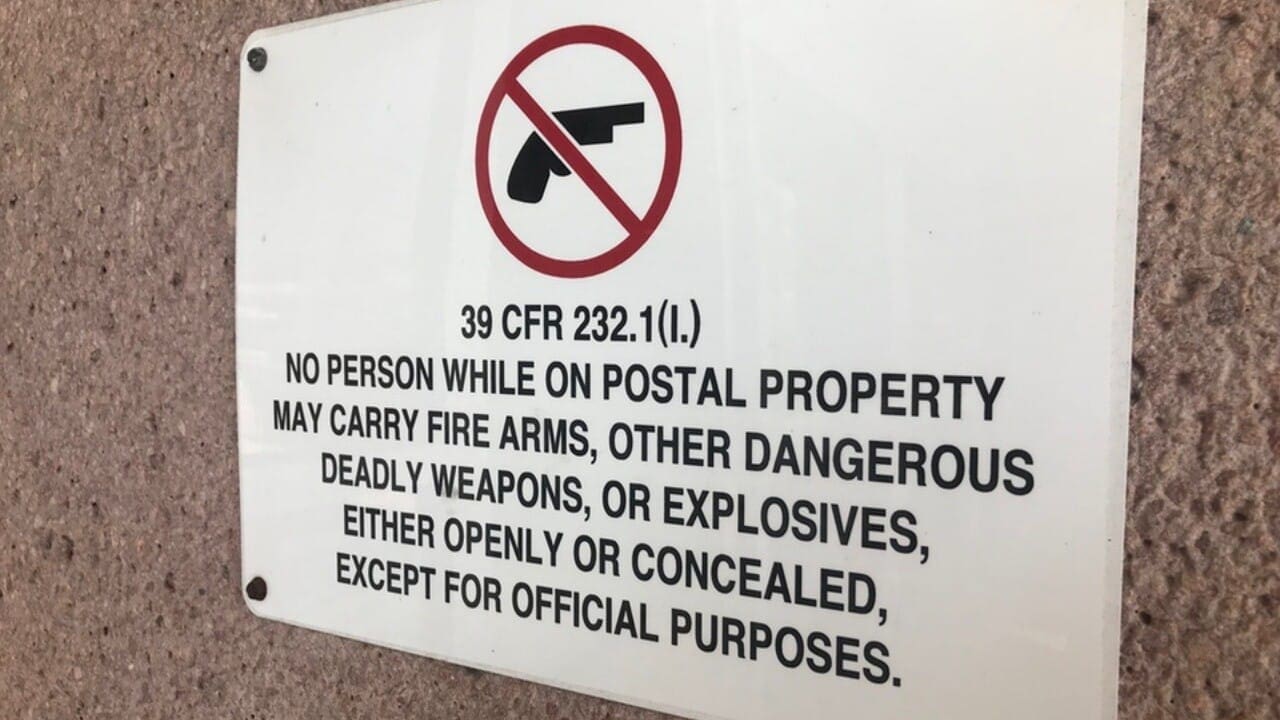 39 CFR 232.1(I.)
NO PERSON WHILE ON POSTAL PROPERTY
MAY CARRY FIRE ARMS, OTHER DANGEROUS
DEADLY WEAPONS, OR EXPLOSIVES,
EITHER OPENLY OR CONCEALED,
EXCEPT FOR OFFICIAL PURPOSES.